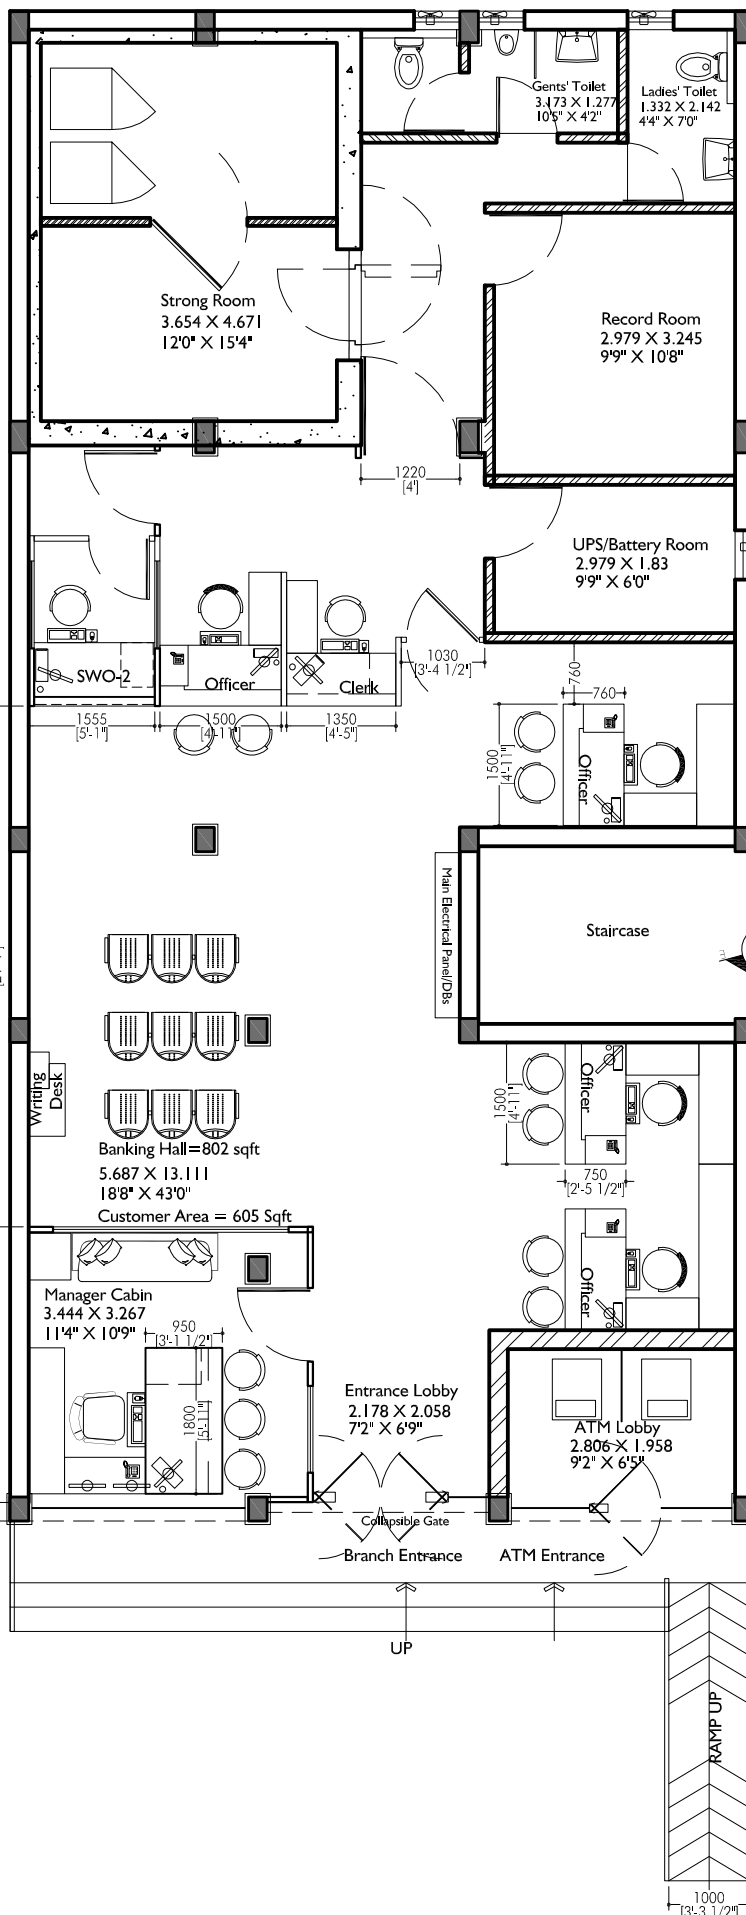 Gents' Toilet
3.173 X 1.277
10'5" X 4'2"
Ladies' Toilet
1.332 X 2.142
4'4" X 7'0"
Strong Room
3.654 X 4.671
12'0" X 15'4"
Record Room
2.979 X 3.245
9'9" X 10'8"
1220
[4']
UPS/Battery Room
2.979 X 1.83
9'9" X 6'0"
SWO-2
Officer
Clerk
1030
[3'-4 1/2"]
1555
[5'-1"]
1500
[4'-11"]
1350
[4'-5"]
760
760
1500
[4'-11"]
Officer
Main Electrical Panel/DBs
Staircase
Writing
Desk
1500
[4'-11"]
Officer
Banking Hall=802 sqft
5.687 X 13.111
18'8" X 43'0"
Customer Area = 605 Sqft
750
[2'-5 1/2"]
Officer
Manager Cabin
3.444 X 3.267
11'4" X 10'9"
950
[3'-1 1/2"]
1800
[5'-11"]
Entrance Lobby
2.178 X 2.058
7'2" X 6'9"
ATM Lobby
2.806 X 1.958
9'2" X 6'5"
Collapsible Gate
Branch Entrance
ATM Entrance
UP
RAMP UP
1000
[3'-3 1/2"]